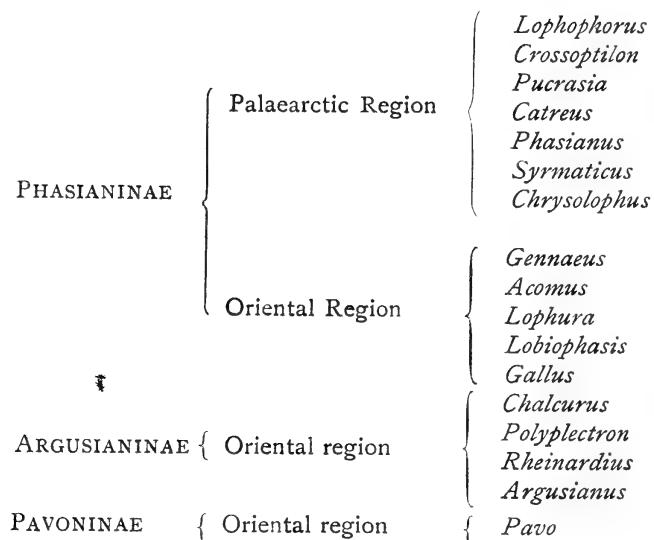 Lophophorus
Crossoptilon
Pucrasia
Palaearctic Region
Catreus
Phasianus
Syrmaticus
PHASIANINAE
Chrysolophus
Gennaeus
Acomus
Oriental Region
Lophura
Lobiophasis
Gallus
Chalcurus
ARGUSIANINAE { Oriental region
Polyplectron
Rheinardius
Argusianus
PAVONINAE { Oriental region { Pavo